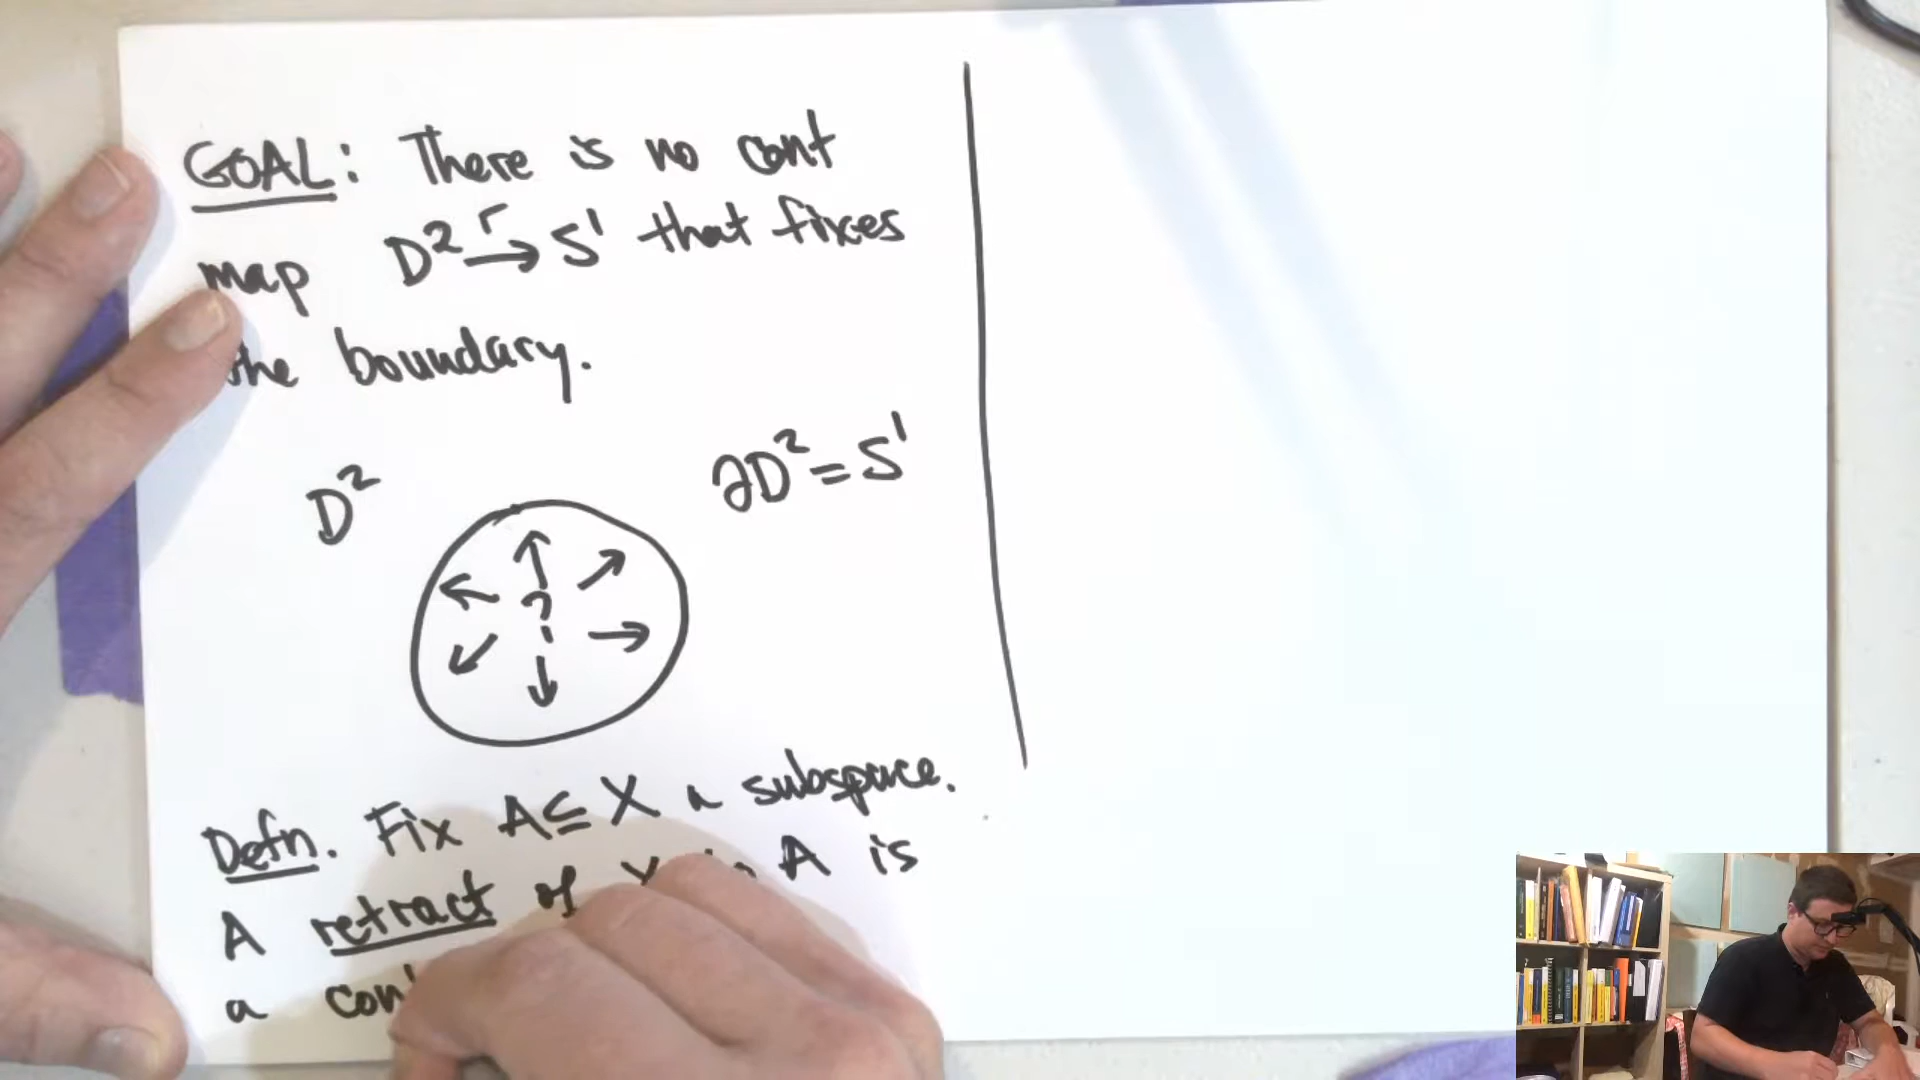 GOAL: There is no cont
map D² r→ S¹ that fixes
the boundary.
D²
∂D² = S¹
?
Defn. Fix A ⊆ X a subspace.
A retract of X A is
a